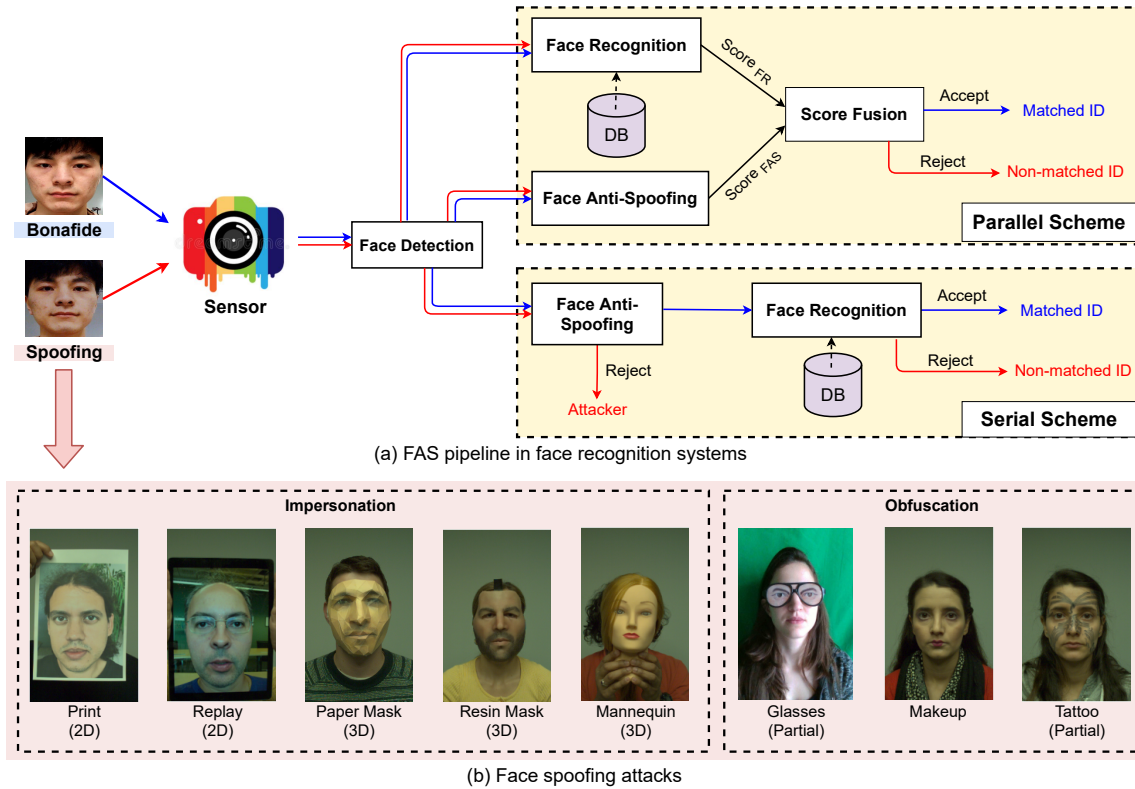 Face Recognition
Score FR
DB
Score Fusion
Accept
Matched ID
Reject
Non-matched ID
Face Anti-Spoofing
Score FAS
Parallel Scheme
Bonafide
Spoofing
Sensor
Face Detection
Face Anti-
Spoofing
Face Recognition
Accept
Matched ID
Reject
Non-matched ID
Reject
Attacker
DB
Serial Scheme
(a) FAS pipeline in face recognition systems
Impersonation
Obfuscation
Print
(2D)
Replay
(2D)
Paper Mask
(3D)
Resin Mask
(3D)
Mannequin
(3D)
Glasses
(Partial)
Makeup
Tattoo
(Partial)
(b) Face spoofing attacks